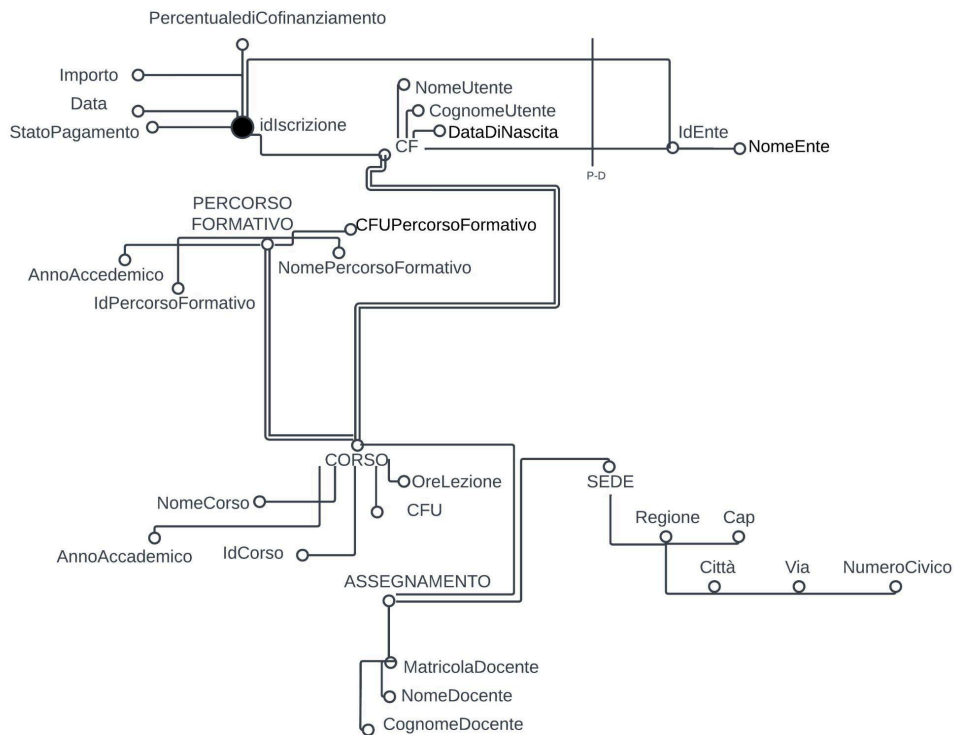 PercentualediCofinanziamento
Importo
Data
StatoPagamento
idIscrizione
NomeUtente
CognomeUtente
DataDiNascita
CF
IdEnte
NomeEnte
P-D
PERCORSO
FORMATIVO
CFUPercorsoFormativo
AnnoAccedemico
NomePercorsoFormativo
IdPercorsoFormativo
CORSO
OreLezione
NomeCorso
CFU
AnnoAccademico
IdCorso
SEDE
Regione
Cap
Città
Via
NumeroCivico
ASSEGNAMENTO
MatricolaDocente
NomeDocente
CognomeDocente